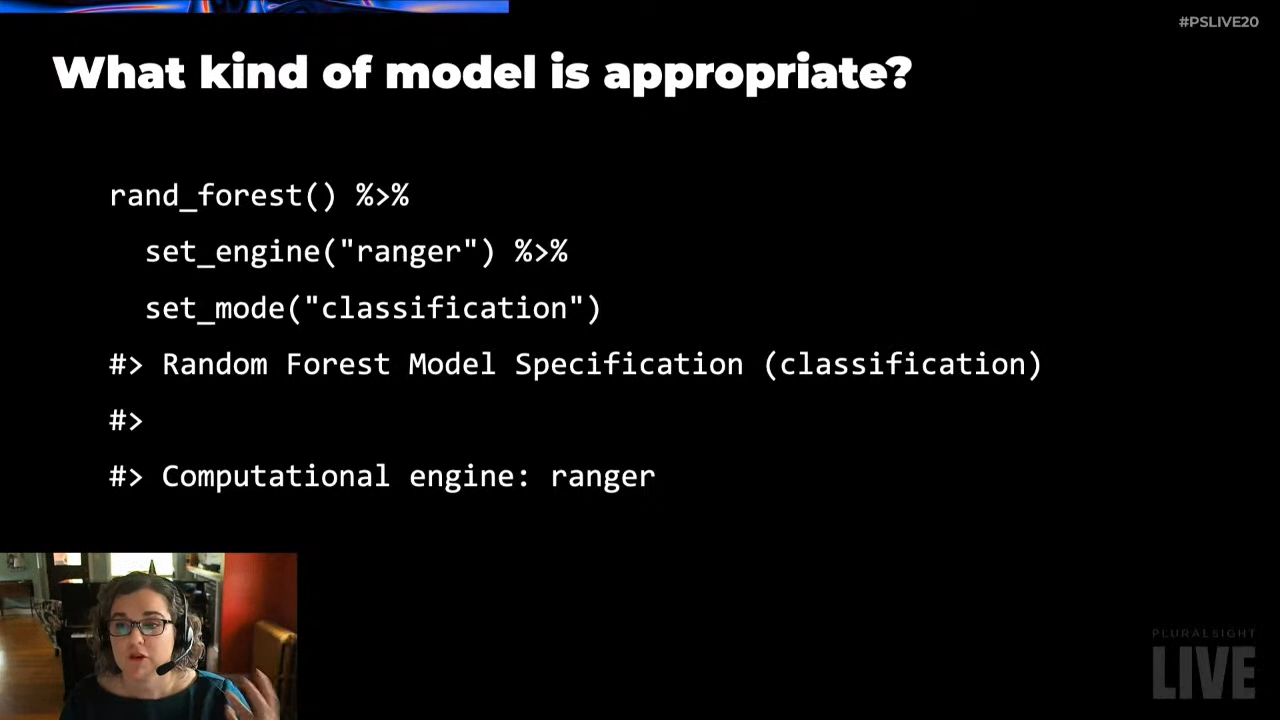 #PSLIVE20
What kind of model is appropriate?
rand_forest() %>%
  set_engine("ranger") %>%
  set_mode("classification")
#> Random Forest Model Specification (classification)
#>
#> Computational engine: ranger
PLURALSIGHT
LIVE